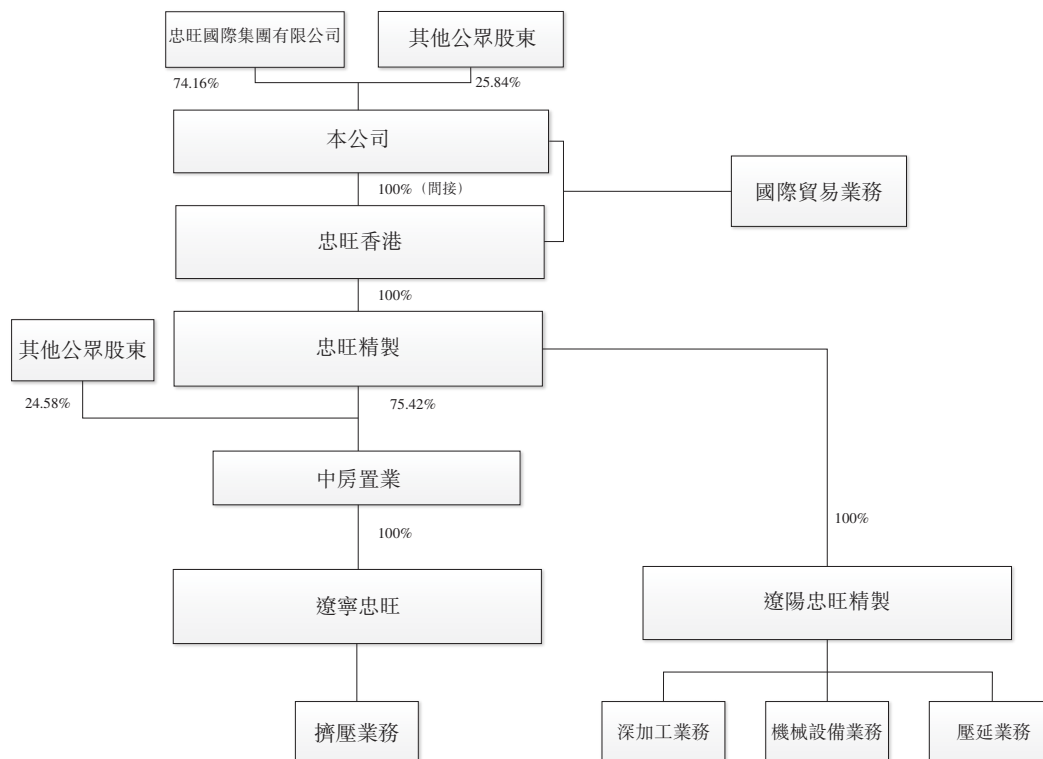 忠旺國際集團有限公司
其他公眾股東
74.16%
25.84%
本公司
100%（間接）
國際貿易業務
忠旺香港
100%
忠旺精製
其他公眾股東
24.58%
75.42%
中房置業
100%
100%
遼寧忠旺
遼陽忠旺精製
擠壓業務
深加工業務
機械設備業務
壓延業務